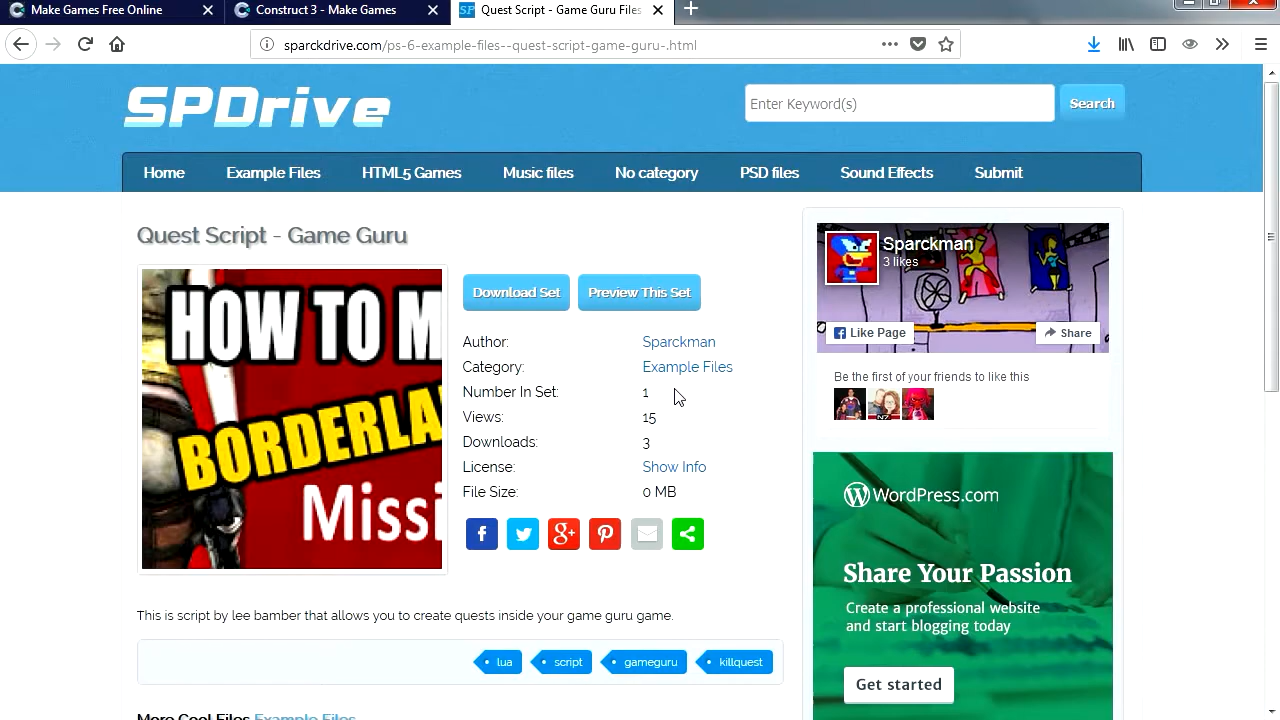 Make Games Free Online
Construct 3 - Make Games
SP
Quest Script - Game Guru Files
sparckdrive.com/ps-6-example-files--quest-script-game-guru-.html
SPDrive
Enter Keyword(s)
Search
Home
Example Files
HTML5 Games
Music files
No category
PSD files
Sound Effects
Submit
Quest Script - Game Guru
HOW TO M
BORDERLA
Missi
Download Set
Preview This Set
Author: Sparckman
Category: Example Files
Number In Set: 1
Views: 15
Downloads: 3
License: Show Info
File Size: 0 MB
This is script by lee bamber that allows you to create quests inside your game guru game.
lua
script
gameguru
killquest
More Cool Files Example Files
Sparckman
3 likes
Like Page
Share
Be the first of your friends to like this
N7
WordPress.com
Share Your Passion
Create a professional website
and start blogging today
Get started